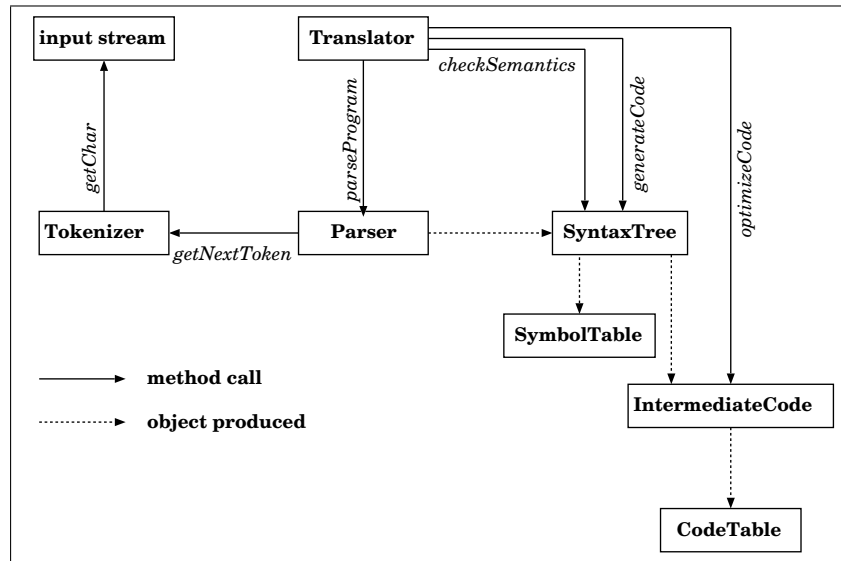 input stream
Translator
checkSemantics
getChar
parseProgram
generateCode
optimizeCode
Tokenizer
Parser
SyntaxTree
getNextToken
SymbolTable
method call
IntermediateCode
object produced
CodeTable